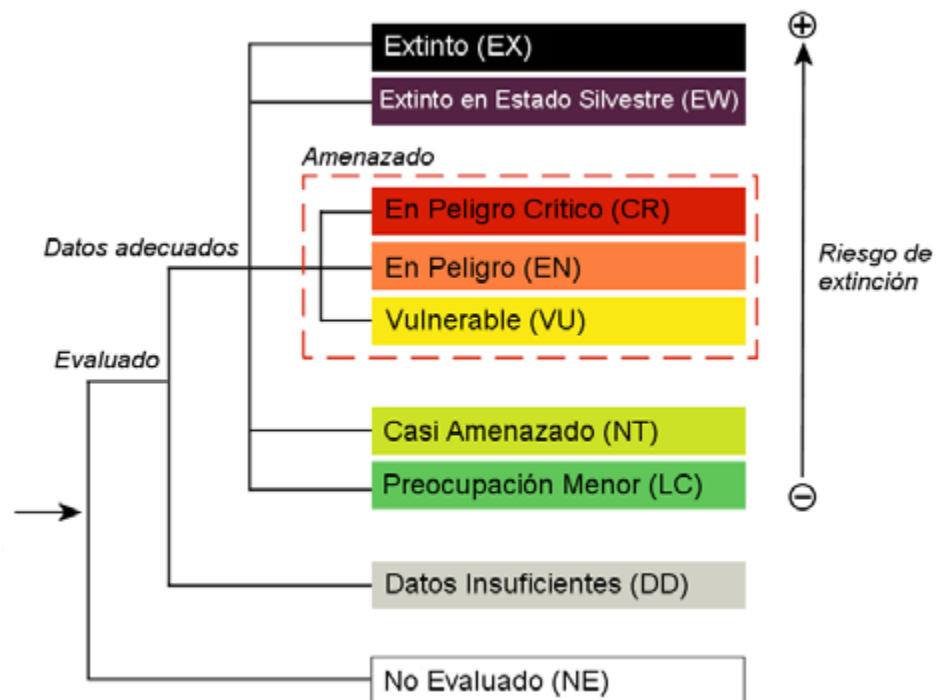 Extinto (EX)
Extinto en Estado Silvestre (EW)
Amenazado
En Peligro Critico (CR)
Datos adecuados
En Peligro (EN)
Riesgo de
extinción
Vulnerable (VU)
Evaluado
Casi Amenazado (NT)
Preocupación Menor (LC)
Datos Insuficientes (DD)
No Evaluado (NE)